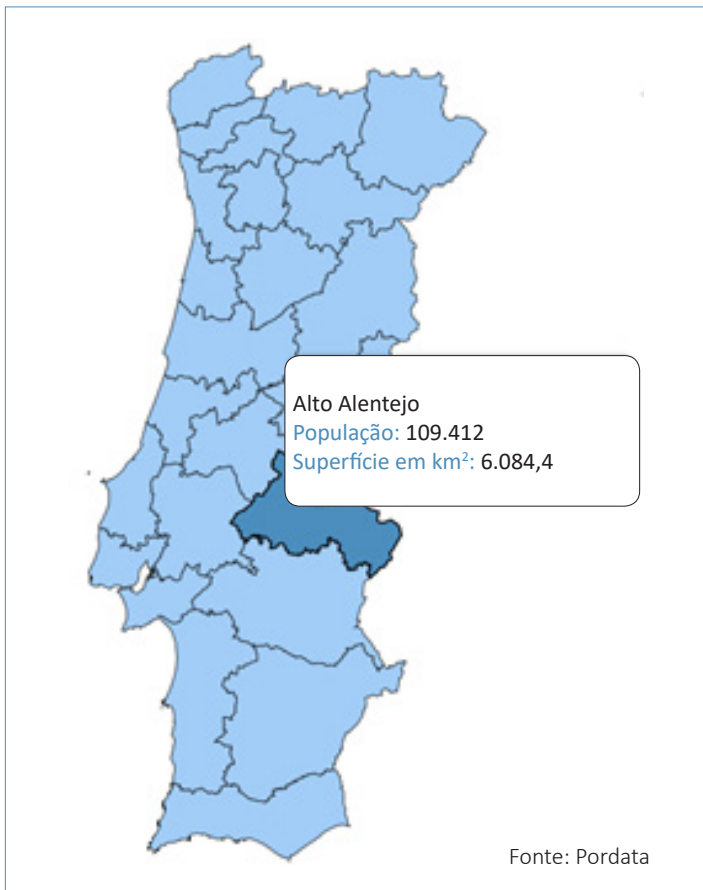 Alto Alentejo
População: 109.412
Superfície em km²: 6.084,4
Fonte: Pordata